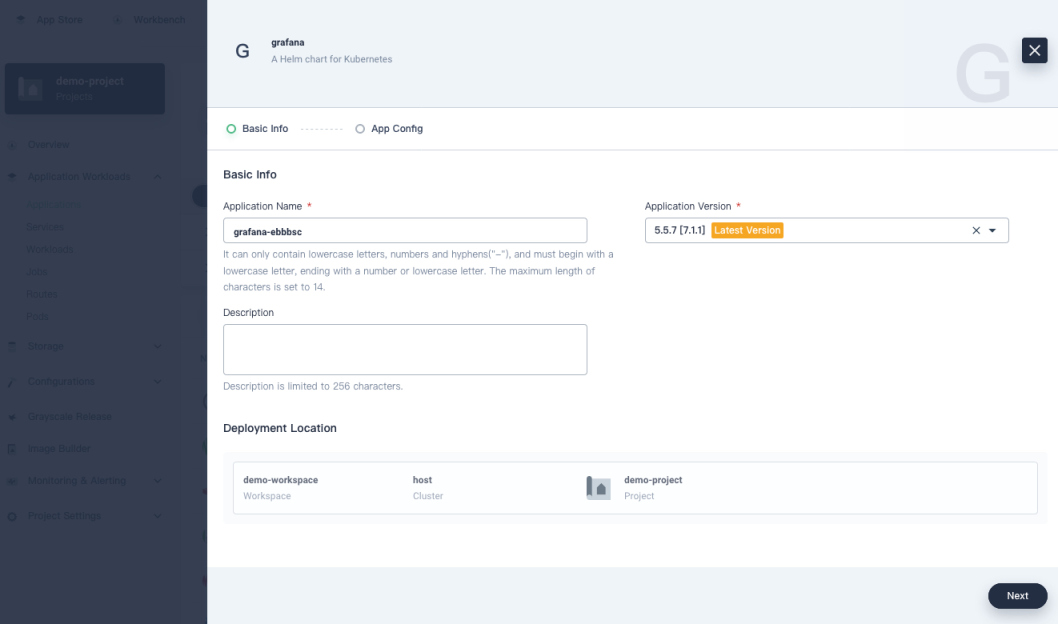 App Store
Workbench
demo-project
Projects
Overview
Application Workloads
Applications
Services
Workloads
Jobs
Routes
Pods
Storage
Configurations
Grayscale Release
Image Builder
Monitoring & Alerting
Project Settings
G
grafana
A Helm chart for Kubernetes
G
Basic Info
App Config
Basic Info
Application Name *
grafana-ebbbsc
It can only contain lowercase letters, numbers and hyphens("-"), and must begin with a
lowercase letter, ending with a number or lowercase letter. The maximum length of
characters is set to 14.
Application Version *
5.5.7 [7.1.1] Latest Version
Description
Description is limited to 256 characters.
Deployment Location
demo-workspace
Workspace
host
Cluster
demo-project
Project
Next